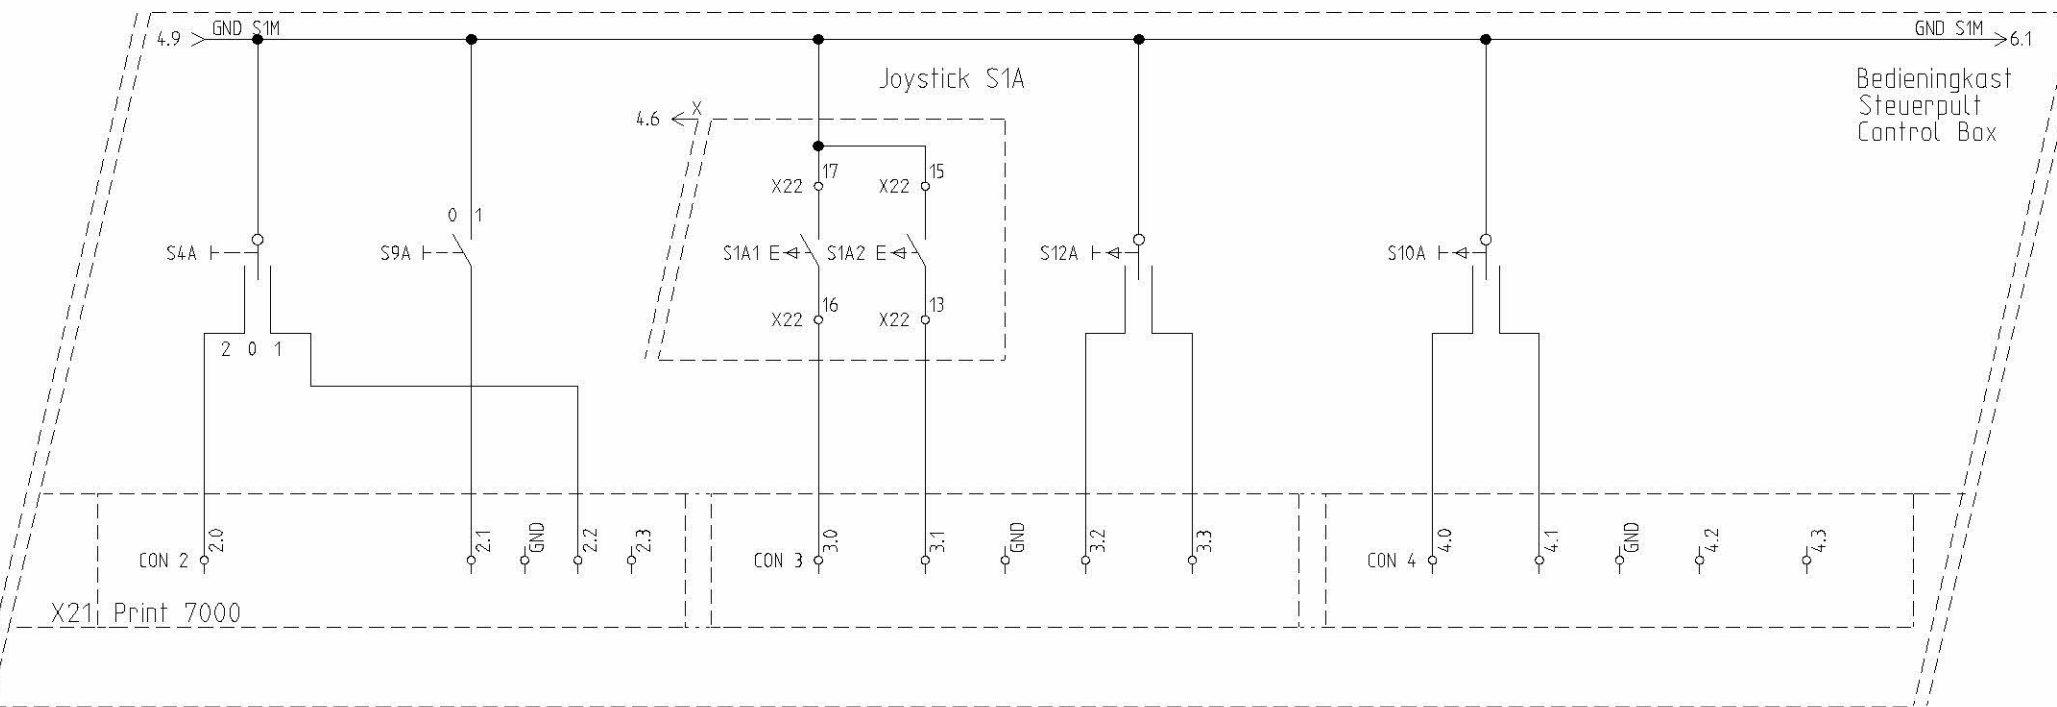 4.9 GND S1M GND S1M 6.1
Joystick S1A
Bedieningkast
Steuerpult
Control Box
4.6 X
X22 17 X22 15
0 1
S4A S9A S1A1 E S1A2 E S12A S10A
X22 16 X22 13
2 0 1
CON 2 2.0 2.1 GND 2.2 2.3 CON 3 3.0 3.1 GND 3.2 3.3 CON 4 4.0 4.1 GND 4.2 4.3
X21 Print 7000